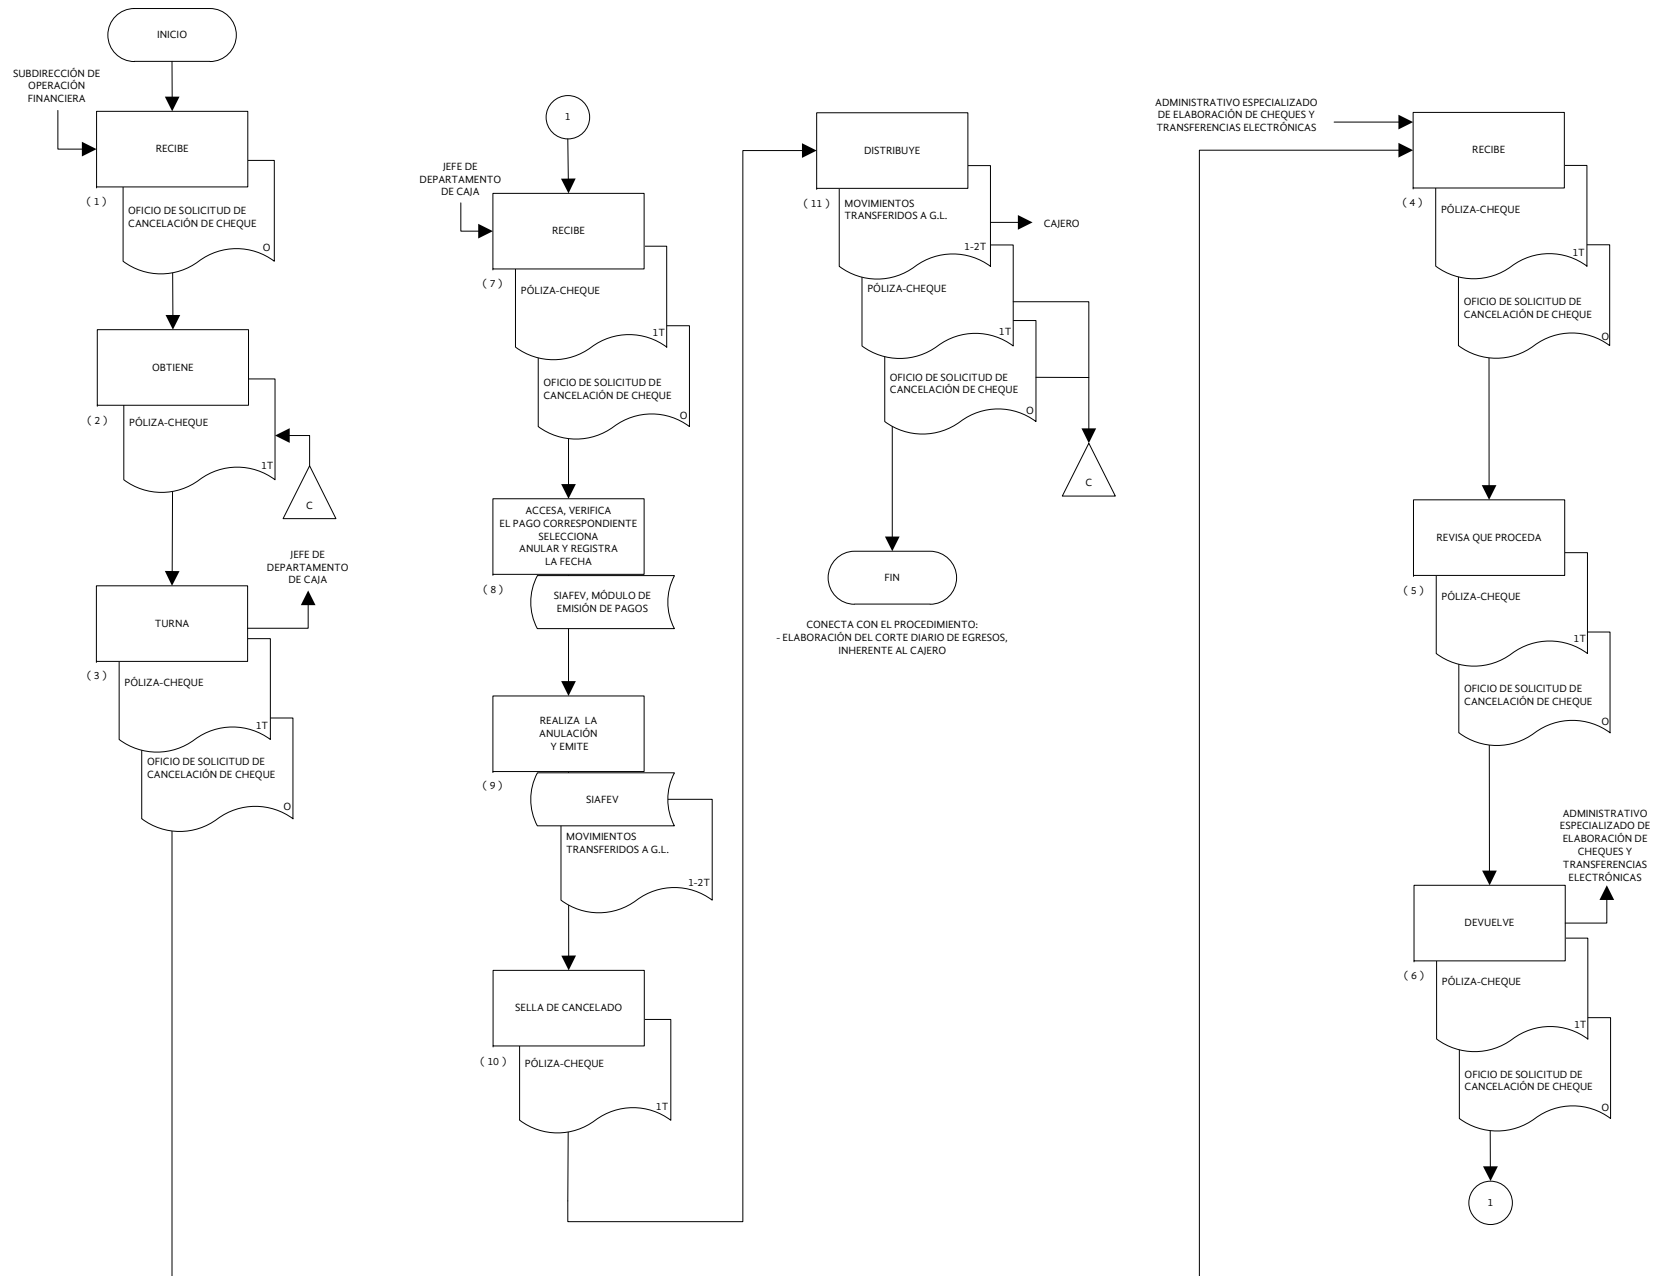 INICIO
SUBDIRECCIÓN DE
OPERACIÓN
FINANCIERA
RECIBE
( 1 )
OFICIO DE SOLICITUD DE
CANCELACIÓN DE CHEQUE
O
OBTIENE
( 2 )
PÓLIZA-CHEQUE
1T
C
JEFE DE
DEPARTAMENTO
DE CAJA
TURNA
( 3 )
PÓLIZA-CHEQUE
1T
OFICIO DE SOLICITUD DE
CANCELACIÓN DE CHEQUE
O
1
JEFE DE
DEPARTAMENTO
DE CAJA
RECIBE
( 7 )
PÓLIZA-CHEQUE
1T
OFICIO DE SOLICITUD DE
CANCELACIÓN DE CHEQUE
O
ACCESA, VERIFICA
EL PAGO CORRESPONDIENTE
SELECCIONA
ANULAR Y REGISTRA
LA FECHA
( 8 )
SIAFEV, MÓDULO DE
EMISIÓN DE PAGOS
REALIZA LA
ANULACIÓN
Y EMITE
( 9 )
SIAFEV
MOVIMIENTOS
TRANSFERIDOS A G.L.
1-2T
SELLA DE CANCELADO
( 10 )
PÓLIZA-CHEQUE
1T
DISTRIBUYE
( 11 )
MOVIMIENTOS
TRANSFERIDOS A G.L.
CAJERO
1-2T
PÓLIZA-CHEQUE
1T
OFICIO DE SOLICITUD DE
CANCELACIÓN DE CHEQUE
O
C
FIN
CONECTA CON EL PROCEDIMIENTO:
- ELABORACIÓN DEL CORTE DIARIO DE EGRESOS,
INHERENTE AL CAJERO
ADMINISTRATIVO ESPECIALIZADO
DE ELABORACIÓN DE CHEQUES Y
TRANSFERENCIAS ELECTRÓNICAS
RECIBE
( 4 )
PÓLIZA-CHEQUE
1T
OFICIO DE SOLICITUD DE
CANCELACIÓN DE CHEQUE
O
REVISA QUE PROCEDA
( 5 )
PÓLIZA-CHEQUE
1T
OFICIO DE SOLICITUD DE
CANCELACIÓN DE CHEQUE
O
ADMINISTRATIVO
ESPECIALIZADO DE
ELABORACIÓN DE
CHEQUES Y
TRANSFERENCIAS
ELECTRÓNICAS
DEVUELVE
( 6 )
PÓLIZA-CHEQUE
1T
OFICIO DE SOLICITUD DE
CANCELACIÓN DE CHEQUE
O
1